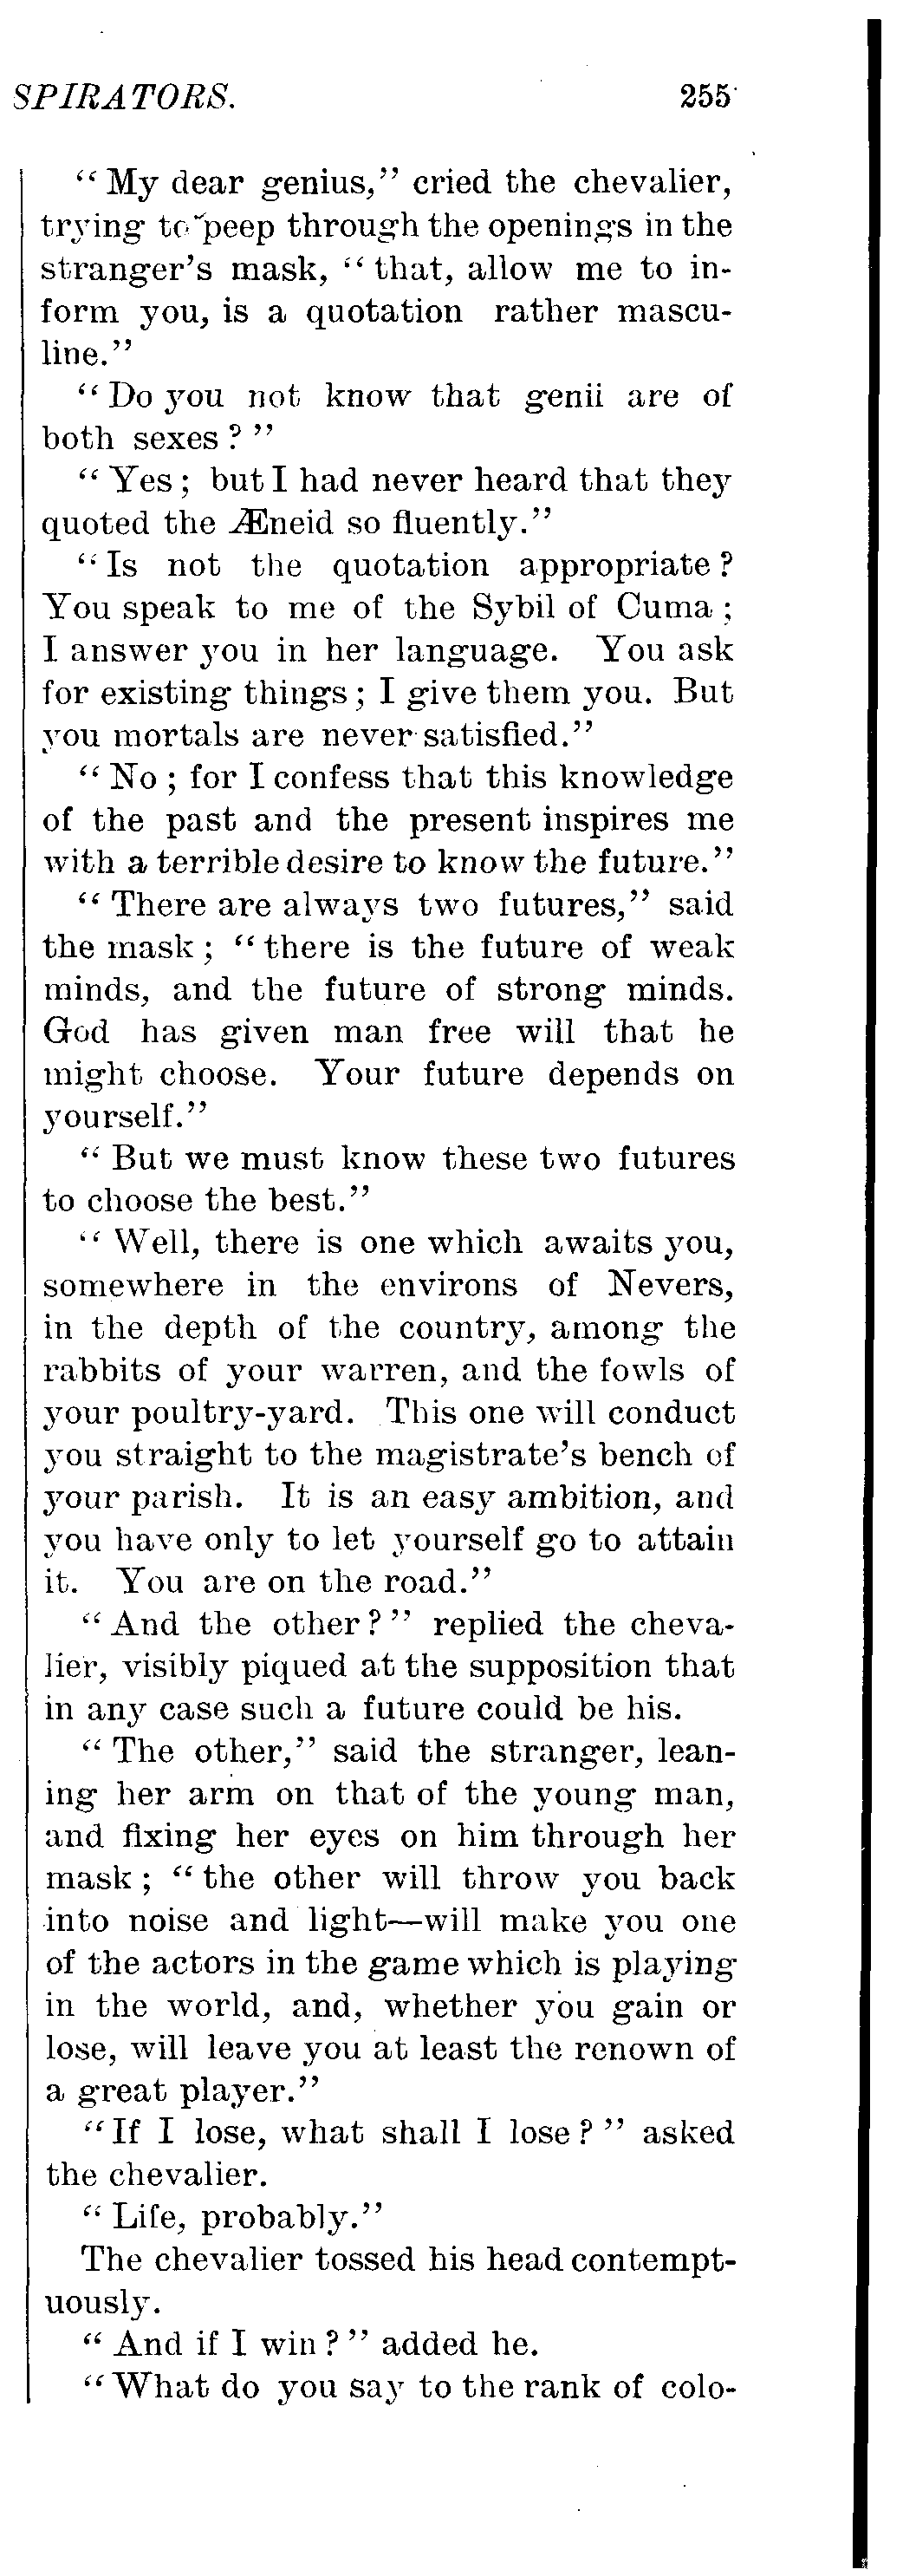 SPIRATORS. 255
“My dear genius,” cried the chevalier,
trying to peep through the openings in the
stranger's mask, “that, allow me to in-
form you, is a quotation rather mascu-
line.”
“Do you not know that genii are of
both sexes?”
“Yes; but I had never heard that they
quoted the Æneid so fluently.”
“Is not the quotation appropriate?
You speak to me of the Sybil of Cuma;
I answer you in her language. You ask
for existing things; I give them you. But
you mortals are never satisfied.”
“No; for I confess that this knowledge
of the past and the present inspires me
with a terrible desire to know the future.”
“There are always two futures,” said
the mask; “there is the future of weak
minds, and the future of strong minds.
God has given man free will that he
might choose. Your future depends on
yourself.”
“But we must know these two futures
to choose the best.”
“Well, there is one which awaits you,
somewhere in the environs of Nevers,
in the depth of the country, among the
rabbits of your warren, and the fowls of
your poultry-yard. This one will conduct
you straight to the magistrate's bench of
your parish. It is an easy ambition, and
you have only to let yourself go to attain
it. You are on the road.”
“And the other?” replied the cheva-
lier, visibly piqued at the supposition that
in any case such a future could be his.
“The other,” said the stranger, lean-
ing her arm on that of the young man,
and fixing her eyes on him through her
mask; “the other will throw you back
into noise and light—will make you one
of the actors in the game which is playing
in the world, and, whether you gain or
lose, will leave you at least the renown of
a great player.”
“If I lose, what shall I lose?” asked
the chevalier.
“Life, probably.”
The chevalier tossed his head contempt-
uously.
“And if I win?” added he.
“What do you say to the rank of colo-